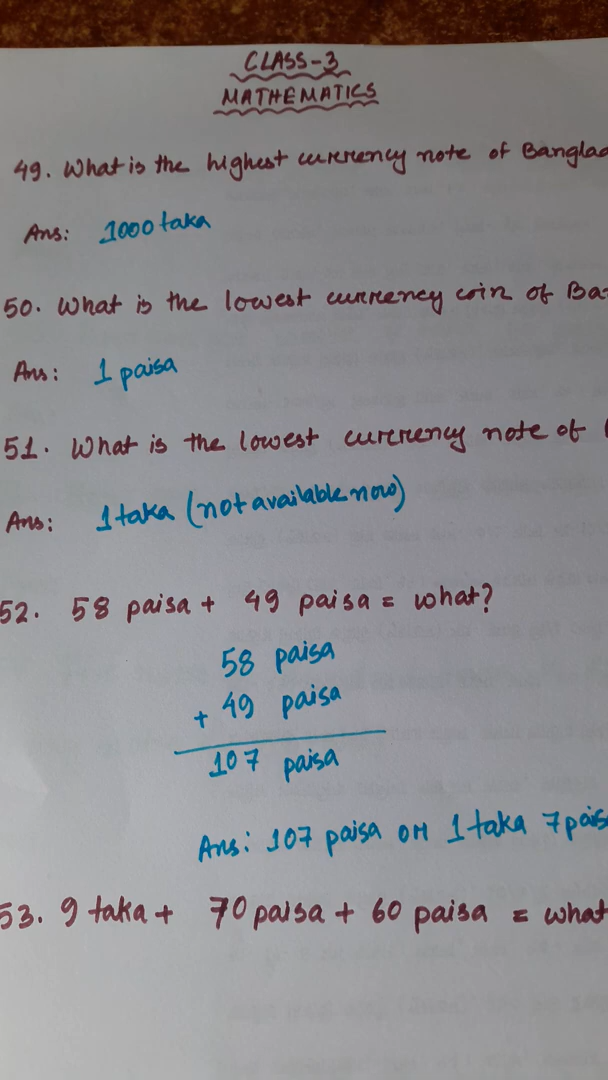 CLASS-3
MATHEMATICS
49. What is the highest currency note of Banglad
Ans: 1000 taka
50. What is the lowest currency coin of Ba
Ans: 1 paisa
51. What is the lowest currency note of
Ans: 1 taka (not available now)
52. 58 paisa + 49 paisa = what?
58 paisa
+ 49 paisa
107 paisa
Ans: 107 paisa or 1 taka 7 pais
53. 9 taka + 70 paisa + 60 paisa = what